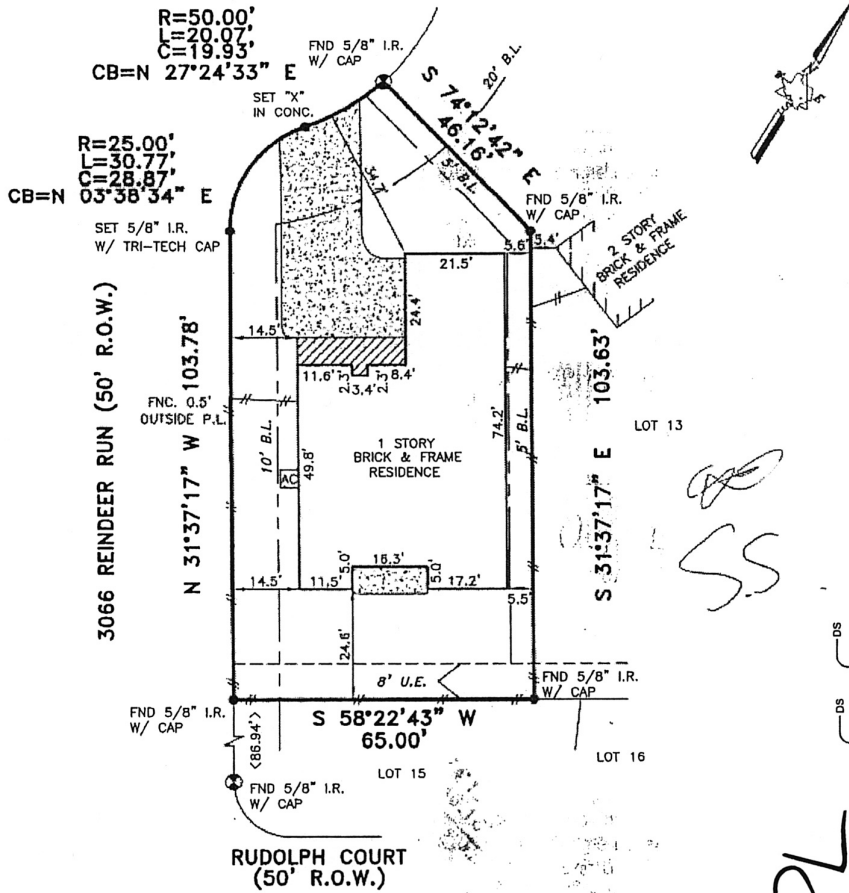 R=50.00'
L=20.07'
C=19.93'
CB=N 27°24'33" E
FND 5/8" I.R.
W/ CAP
SET "X"
IN CONC.
S 74°12'42" E
46.16'
20' B.L.
5' B.L.
34.7'
R=25.00'
L=30.77'
C=28.87'
CB=N 03°38'34" E
SET 5/8" I.R.
W/ TRI-TECH CAP
FND 5/8" I.R.
W/ CAP
5.6'
5.4'
2 STORY
BRICK & FRAME
RESIDENCE
21.5'
24.4'
14.5'
11.6'
2.3'
3.4'
2.3'
8.4'
3066 REINDEER RUN (50' R.O.W.)
N 31°37'17" W 103.78'
FNC. 0.5'
OUTSIDE P.L.
10' B.L.
AC
49.8'
1 STORY
BRICK & FRAME
RESIDENCE
74.2'
5' B.L.
S 31°37'17" E 103.63'
LOT 13
S.S
16.3'
5.0'
5.0'
14.5'
11.5'
17.2'
5.5'
24.6'
8' U.E.
DS
DS
FND 5/8" I.R.
W/ CAP
S 58°22'43" W
65.00'
FND 5/8" I.R.
W/ CAP
<86.94'>
LOT 15
LOT 16
FND 5/8" I.R.
W/ CAP
RUDOLPH COURT
(50' R.O.W.)